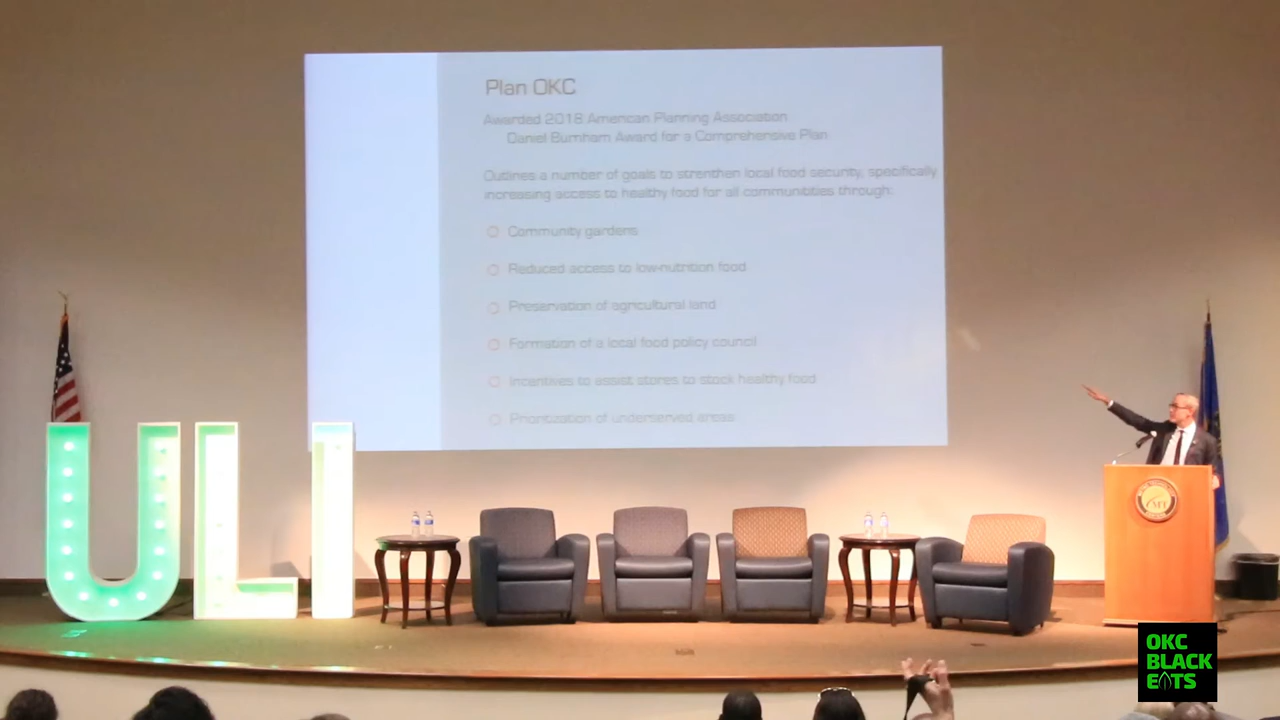 Plan OKC
Awarded 2018 American Planning Association
Daniel Burnham Award for a Comprehensive Plan
Outlines a number of goals to strenthen local food security, specifically
increasing access to healthy food for all communitities through:
Community gardens
Reduced access to low-nutrition food
Preservation of agricultural land
Formation of a local food policy council
Incentives to assist stores to stock healthy food
Prioritization of underserved areas
ULI
OKC
BLACK
EATS